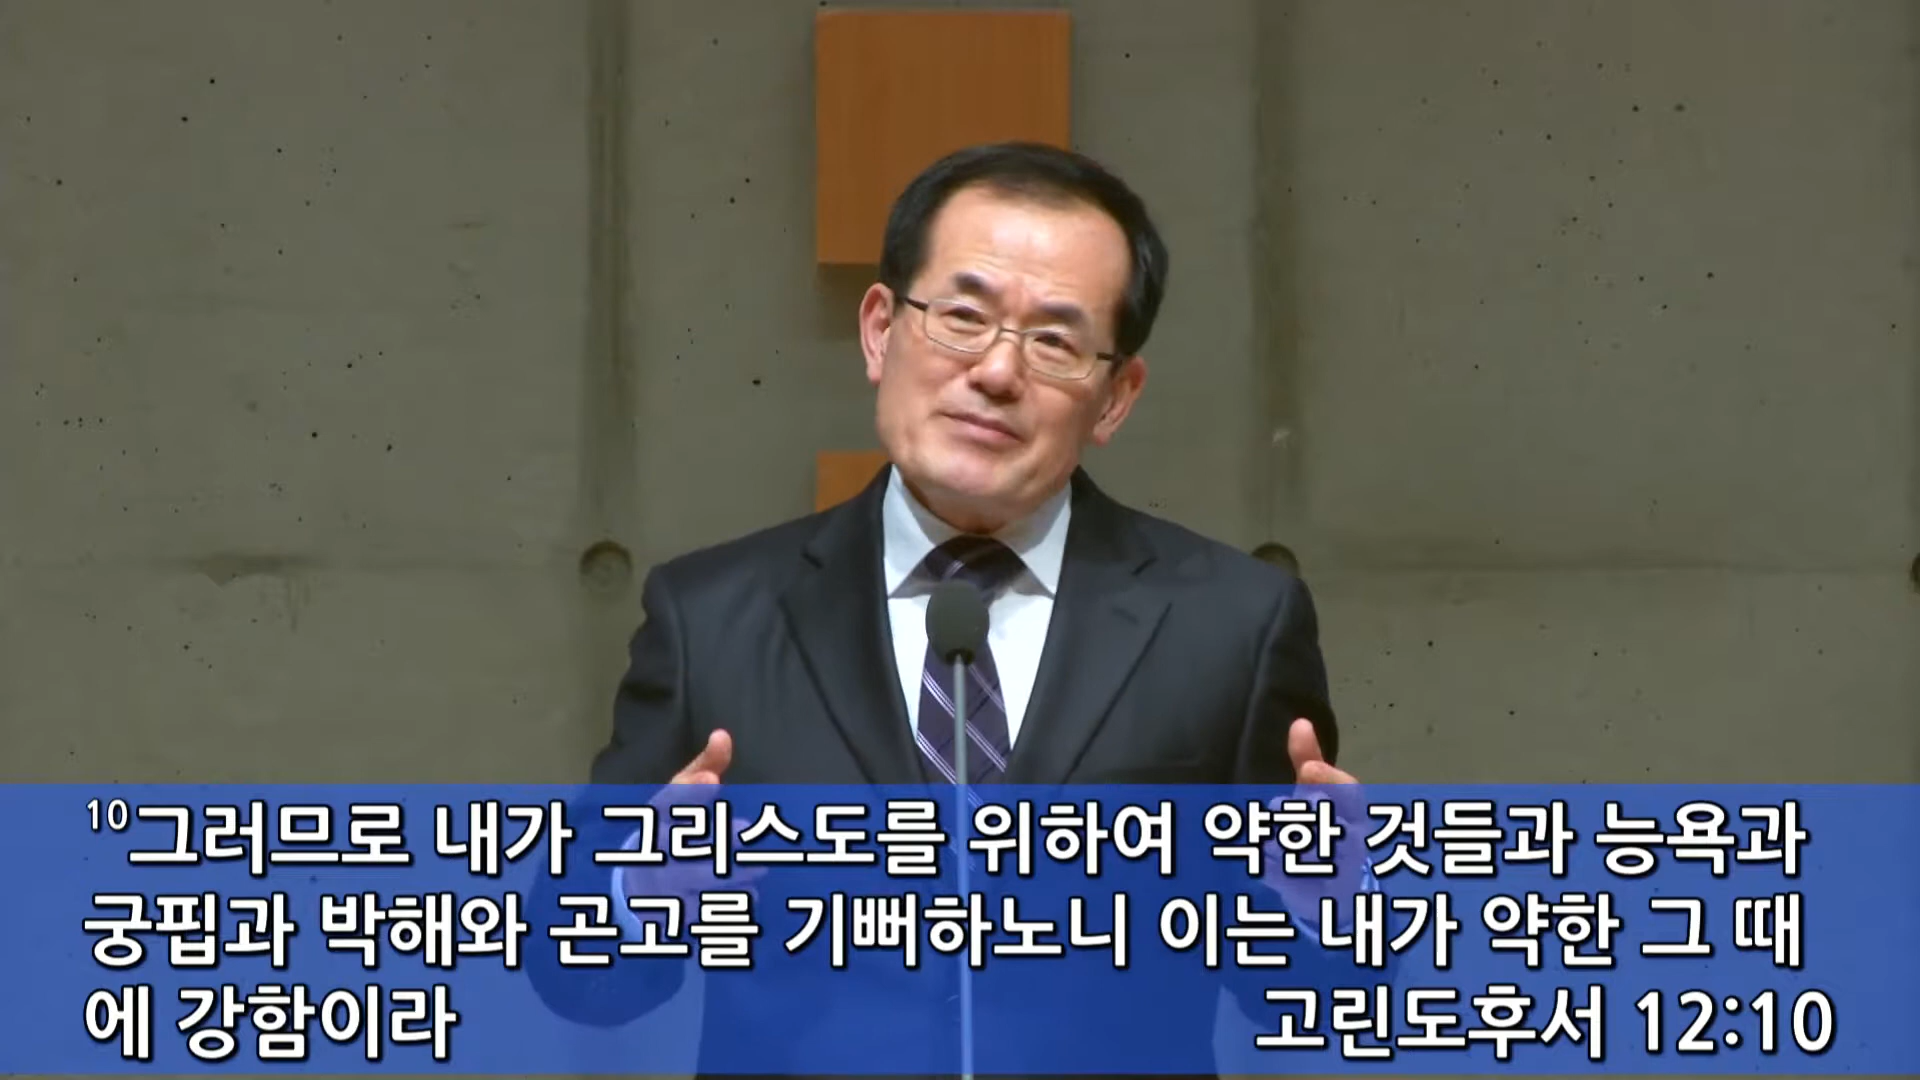 10그러므로 내가 그리스도를 위하여 약한 것들과 능욕과
궁핍과 박해와 곤고를 기뻐하노니 이는 내가 약한 그 때
에 강함이라 고린도후서 12:10